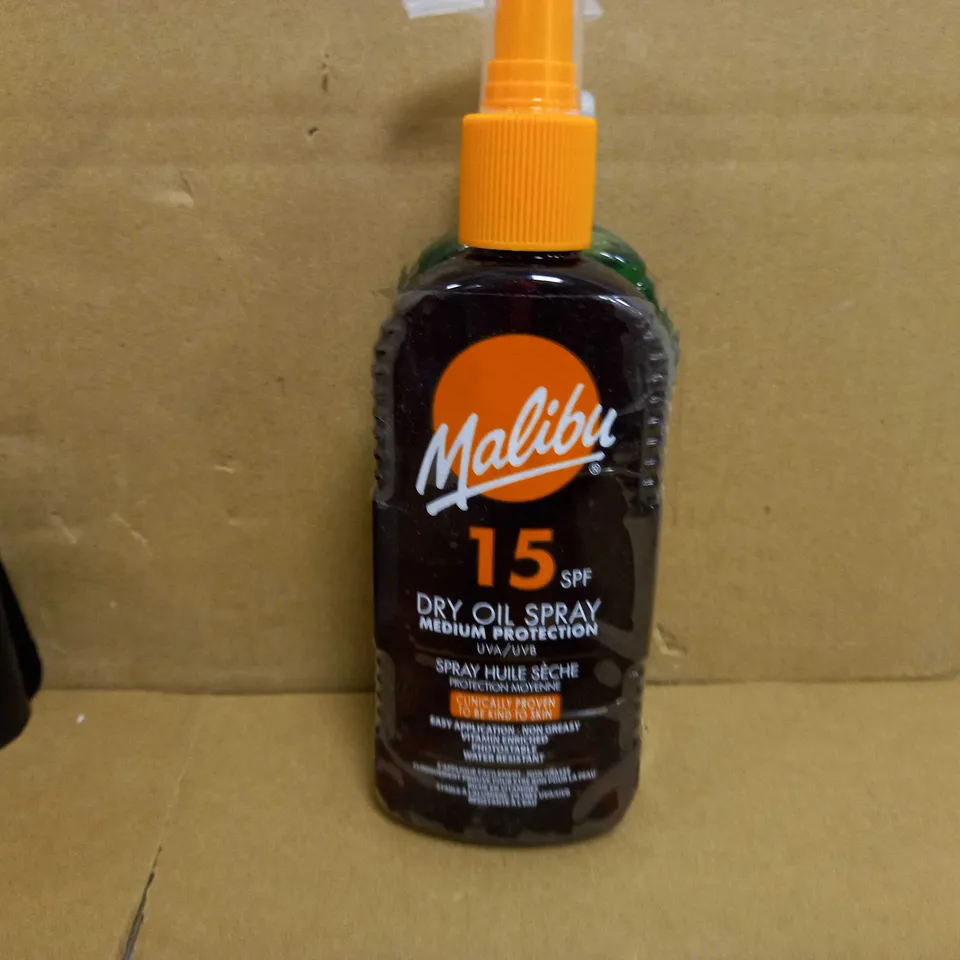 Malibu
®
15 SPF
DRY OIL SPRAY
MEDIUM PROTECTION
UVA/UVB
SPRAY HUILE SÈCHE
PROTECTION MOYENNE
CLINICALLY PROVEN
TO BE KIND TO SKIN
EASY APPLICATION . NON GREASY
VITAMIN ENRICHED
PHOTOSTABLE
WATER RESISTANT